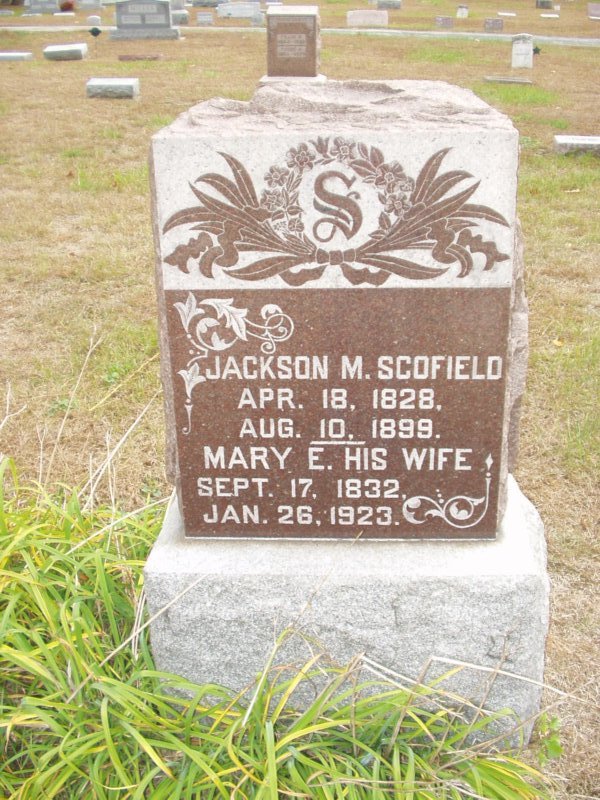 S
JACKSON M. SCOFIELD
APR. 18, 1828,
AUG. 10, 1899.
MARY E. HIS WIFE
SEPT. 17, 1832,
JAN. 26, 1923.